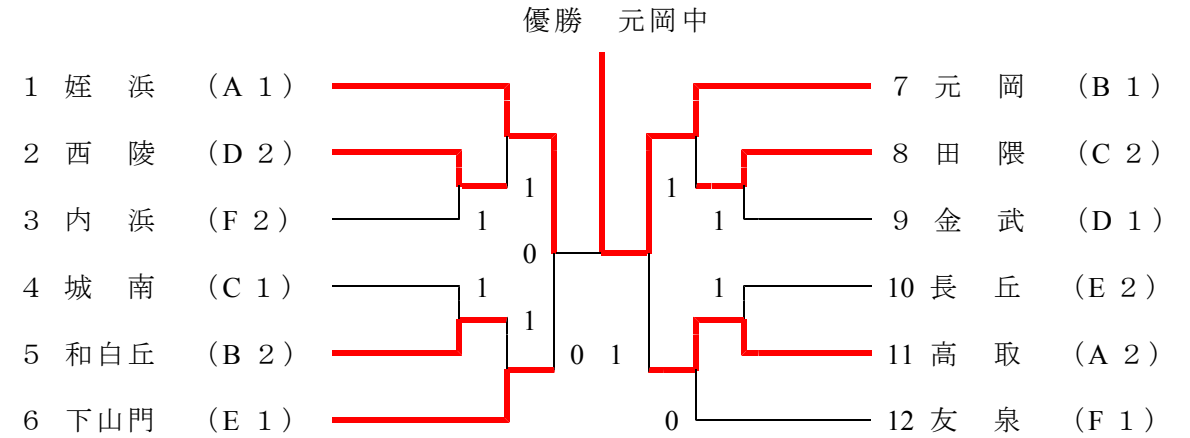 優勝 元岡中
1 姪 浜 (A 1) 7 元 岡 (B 1)
2 西 陵 (D 2) 8 田 隈 (C 2)
1 1
3 内 浜 (F 2) 1 1 9 金 武 (D 1)
0
4 城 南 (C 1) 1 1 10 長 丘 (E 2)
1
5 和白丘 (B 2) 0 1 11 高 取 (A 2)
6 下山門 (E 1) 0 12 友 泉 (F 1)